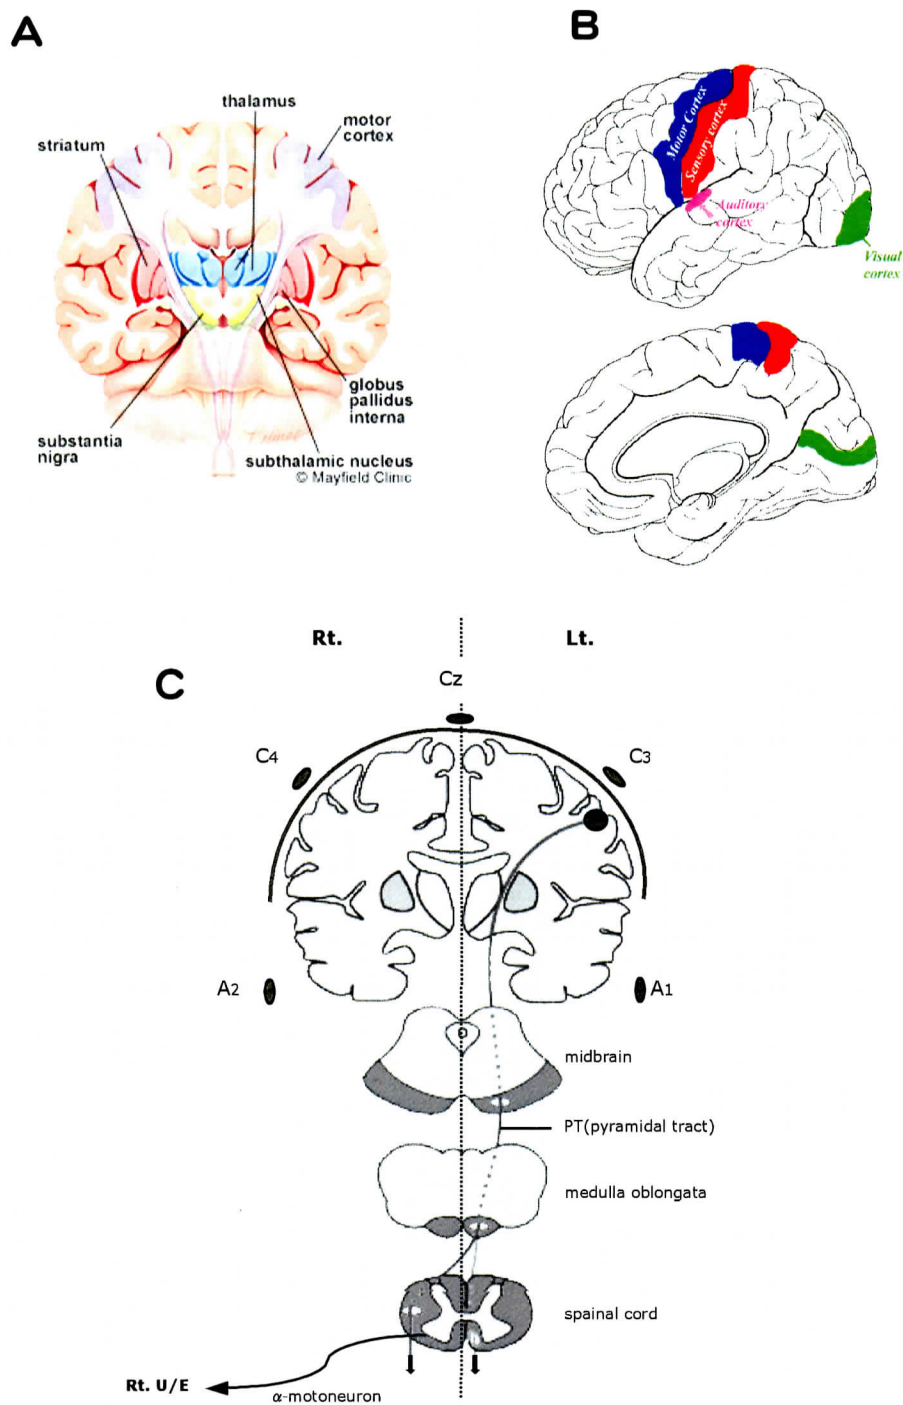 A
thalamus
motor
cortex
striatum
globus
pallidus
interna
substantia
nigra
subthalamic nucleus
© Mayfield Clinic
B
Motor Cortex
Sensory cortex
Auditory
cortex
Visual
cortex
Rt.
Lt.
C
Cz
C4
C3
A2
A1
midbrain
PT(pyramidal tract)
medulla oblongata
spainal cord
Rt. U/E
α-motoneuron